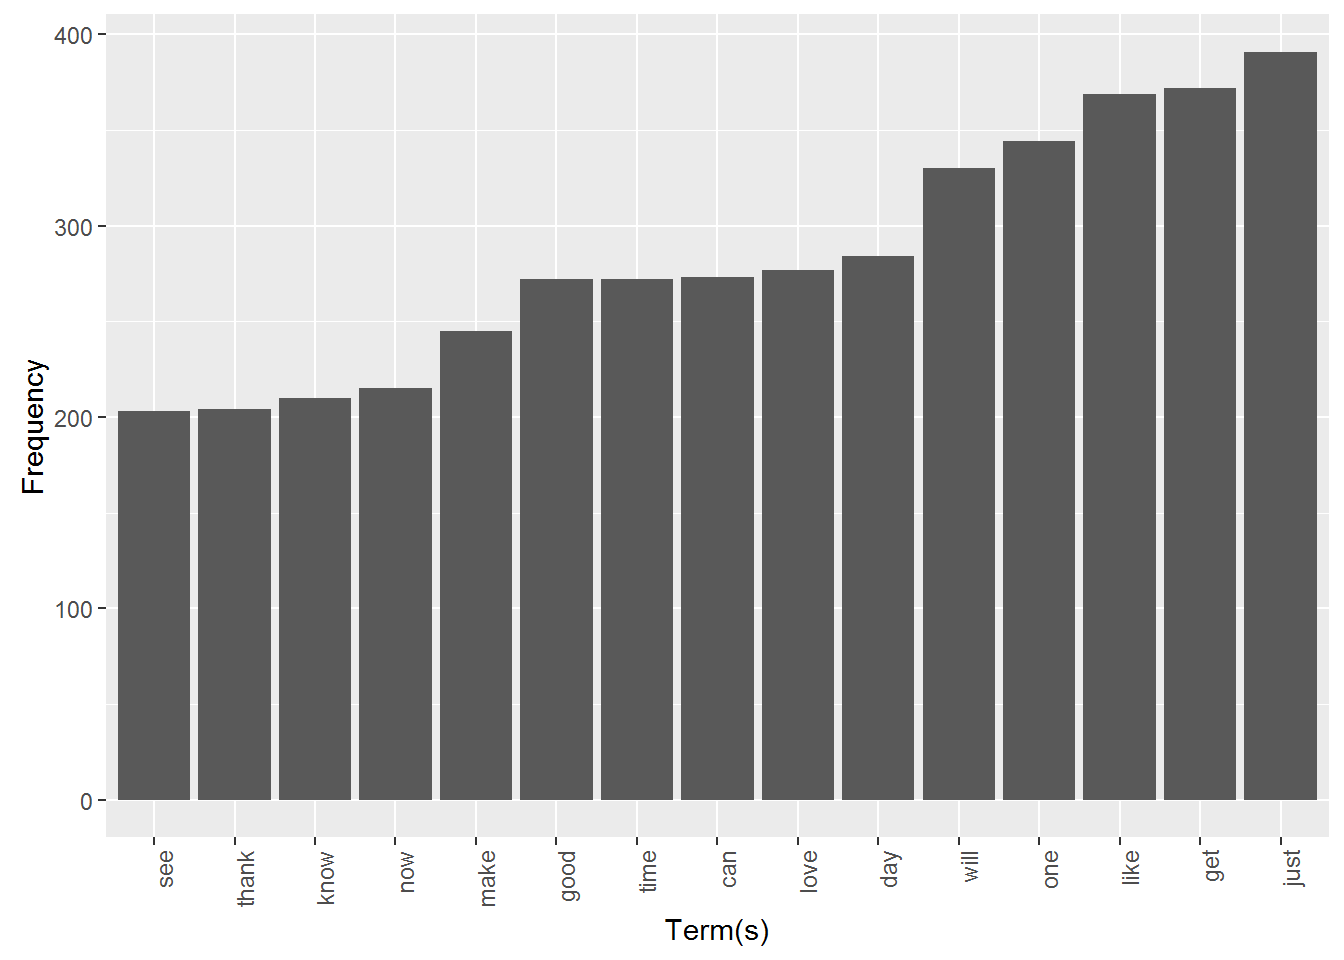 400
300
200
100
0
Frequency
see
thank
know
now
make
good
time
can
love
day
will
one
like
get
just
Term(s)